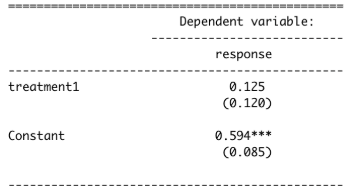 Dependent variable:
response
treatment1 0.125
(0.120)
Constant 0.594***
(0.085)